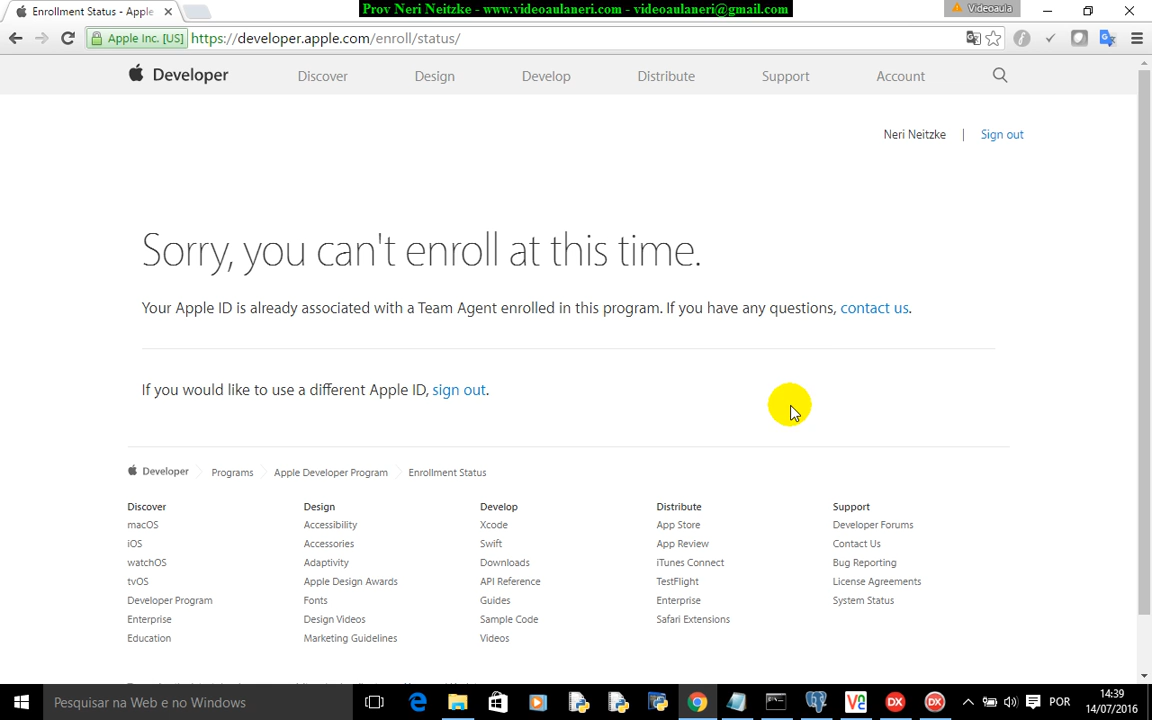 Prov Neri Neitzke - www.videoaulaneri.com - videoaulaneri@gmail.com
Enrollment Status - Apple
Videoaula
Apple Inc. [US] https://developer.apple.com/enroll/status/
Developer Discover Design Develop Distribute Support Account
Neri Neitzke | Sign out
Sorry, you can't enroll at this time.
Your Apple ID is already associated with a Team Agent enrolled in this program. If you have any questions, contact us.
If you would like to use a different Apple ID, sign out.
Developer Programs Apple Developer Program Enrollment Status
Discover Design Develop Distribute Support
macOS Accessibility Xcode App Store Developer Forums
iOS Accessories Swift App Review Contact Us
watchOS Adaptivity Downloads iTunes Connect Bug Reporting
tvOS Apple Design Awards API Reference TestFlight License Agreements
Developer Program Fonts Guides Enterprise System Status
Enterprise Design Videos Sample Code Safari Extensions
Education Marketing Guidelines Videos
Pesquisar na Web e no Windows
DX
DX
POR
14:39
14/07/2016